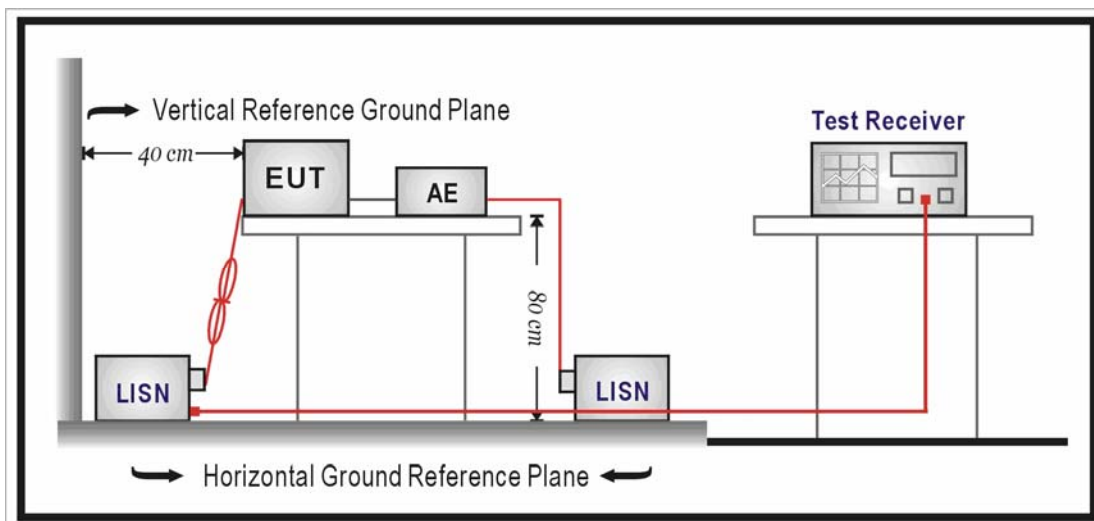 Vertical Reference Ground Plane
40 cm
Test Receiver
EUT
AE
80 cm
LISN
LISN
Horizontal Ground Reference Plane